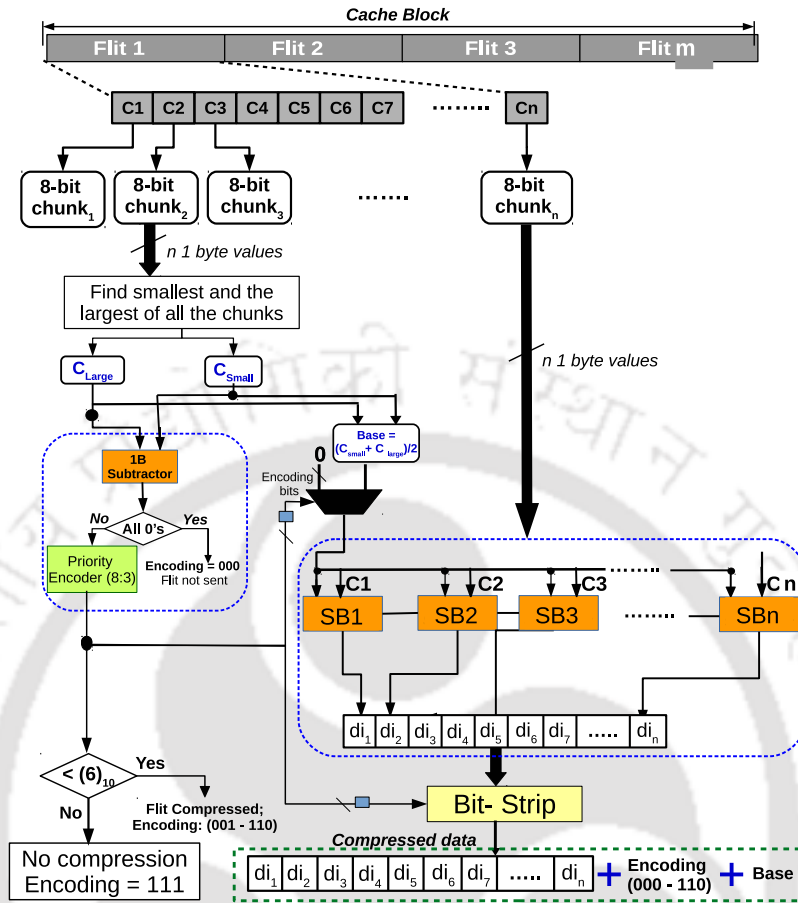 Cache Block
Flit 1 Flit 2 Flit 3 Flit m
C1 C2 C3 C4 C5 C6 C7 ........ Cn
8-bit chunk1
8-bit chunk2
8-bit chunk3
........
8-bit chunkn
n 1 byte values
Find smallest and the
largest of all the chunks
n 1 byte values
CLarge
CSmall
Base =
(Csmall+ C large)/2
0
Encoding
bits
1B
Subtractor
No
All 0's
Yes
Priority
Encoder (8:3)
Encoding = 000
Flit not sent
C1 C2 C3 ........ C n
SB1 SB2 SB3 ........ SBn
di1 di2 di3 di4 di5 di6 di7 ..... din
< (6)10
Yes
No
Flit Compressed;
Encoding: (001 - 110)
Bit- Strip
No compression
Encoding = 111
Compressed data
di1 di2 di3 di4 di5 di6 di7 ..... din + Encoding (000 - 110) + Base